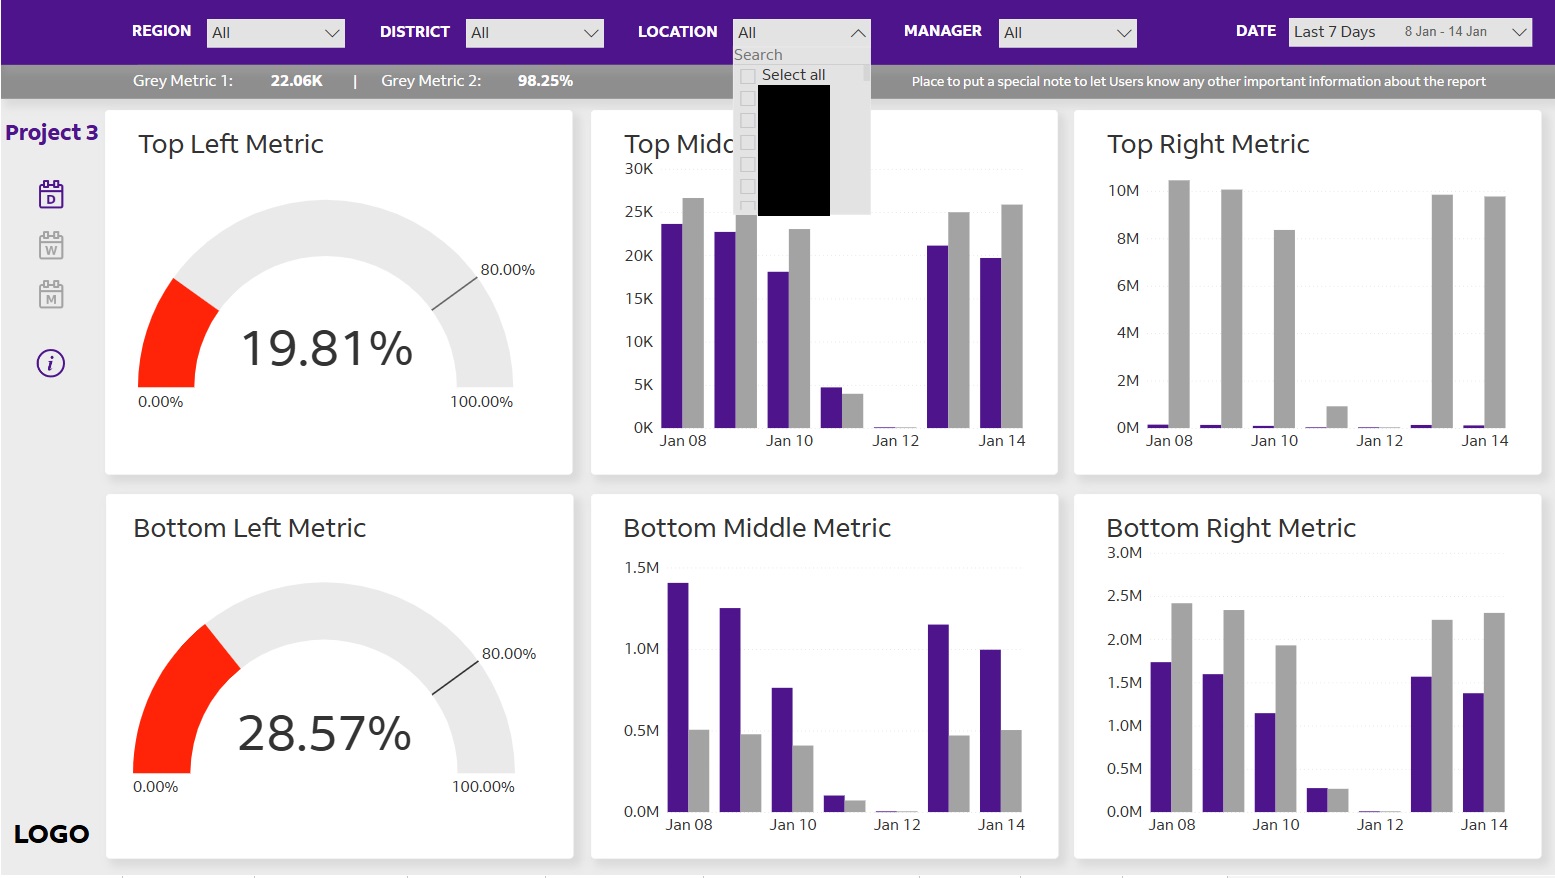 REGION All DISTRICT All LOCATION All MANAGER All DATE Last 7 Days 8 Jan - 14 Jan
Search
Select all
Grey Metric 1: 22.06K | Grey Metric 2: 98.25% Place to put a special note to let Users know any other important information about the report
Project 3
D
W
M
i
LOGO
Top Left Metric
80.00%
19.81%
0.00% 100.00%
Top Midd
30K
25K
20K
15K
10K
5K
0K
Jan 08 Jan 10 Jan 12 Jan 14
Top Right Metric
10M
8M
6M
4M
2M
0M
Jan 08 Jan 10 Jan 12 Jan 14
Bottom Left Metric
80.00%
28.57%
0.00% 100.00%
Bottom Middle Metric
1.5M
1.0M
0.5M
0.0M
Jan 08 Jan 10 Jan 12 Jan 14
Bottom Right Metric
3.0M
2.5M
2.0M
1.5M
1.0M
0.5M
0.0M
Jan 08 Jan 10 Jan 12 Jan 14